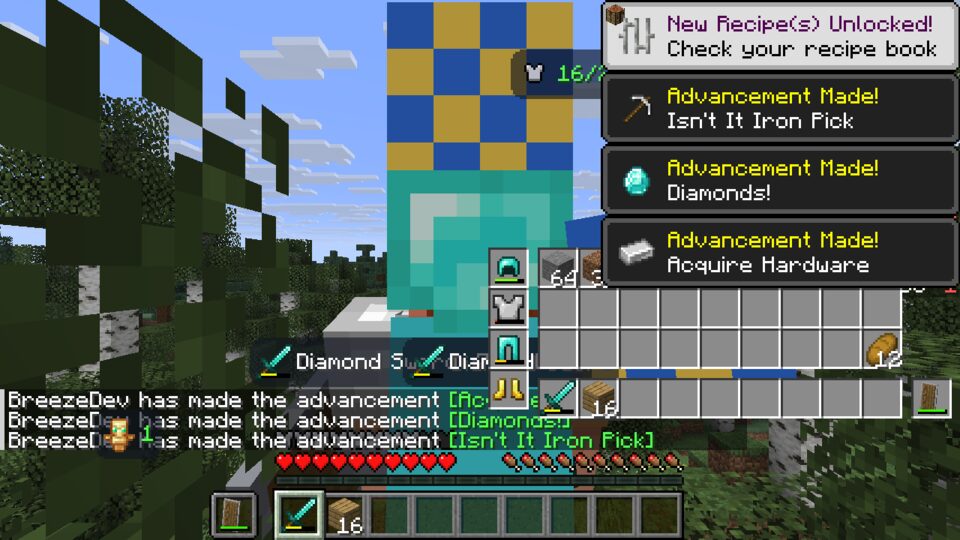 New Recipe(s) Unlocked!
Check your recipe book
16/
Advancement Made!
Isn't It Iron Pick
Advancement Made!
Diamonds!
Advancement Made!
Acquire Hardware
64
12
Diamond
BreezeDev has made the advancement
BreezeDev has made the advancement [Diamonds!]
1
has made the advancement [Isn't It Iron Pick]
16
16